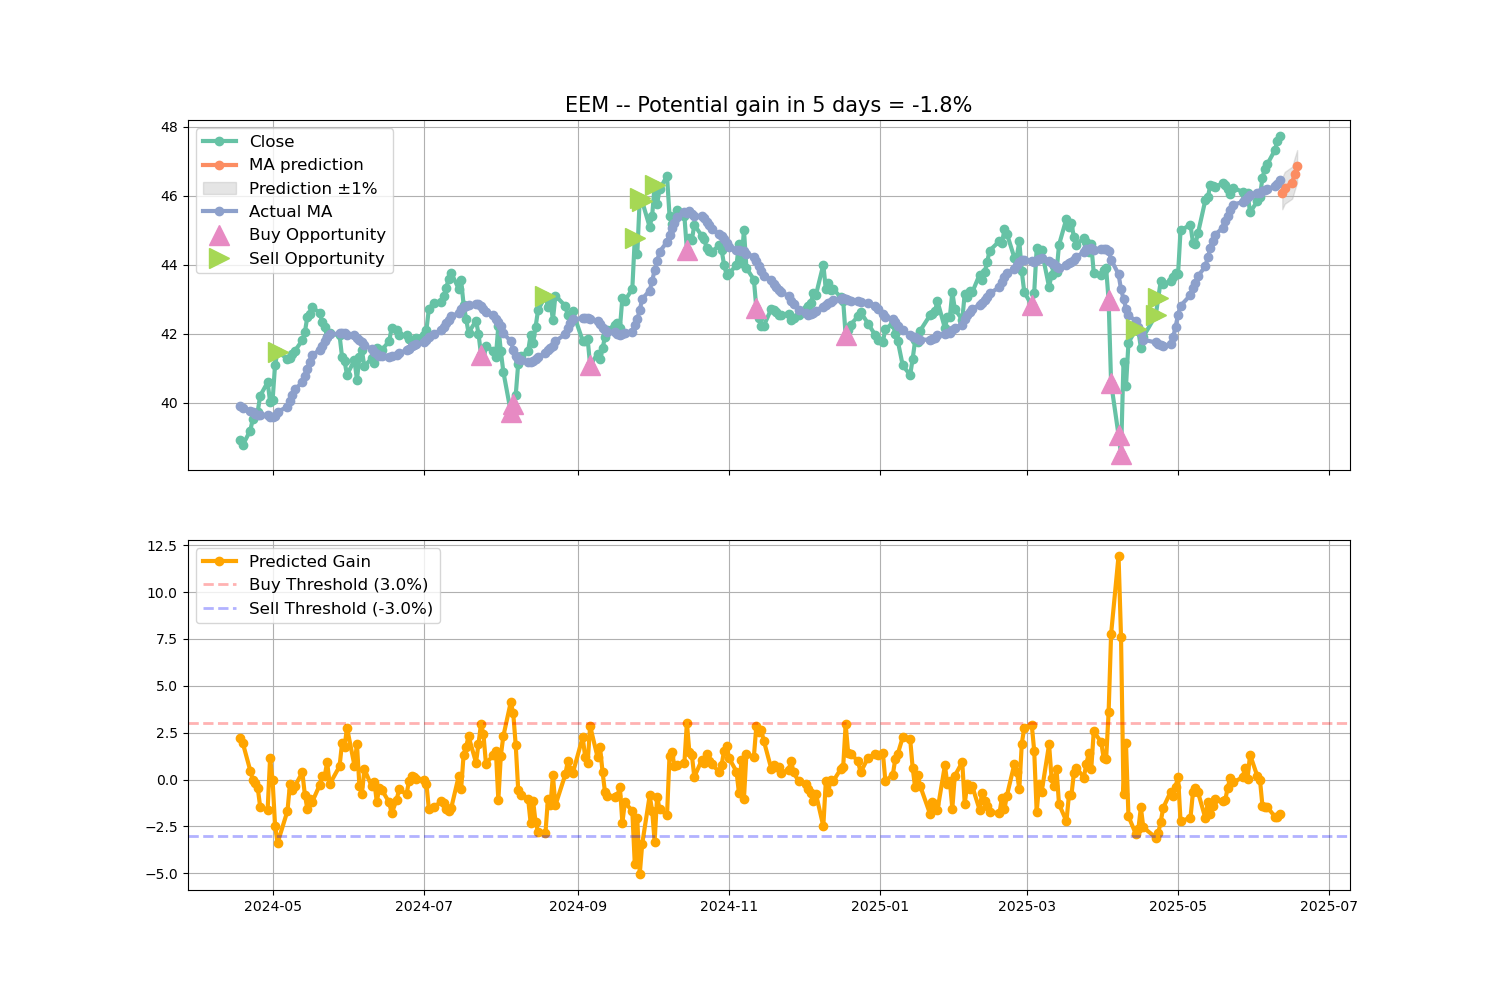 EEM -- Potential gain in 5 days = -1.8%
48
46
44
42
40
Close
MA prediction
Prediction ±1%
Actual MA
Buy Opportunity
Sell Opportunity
12.5
10.0
7.5
5.0
2.5
0.0
−2.5
−5.0
Predicted Gain
Buy Threshold (3.0%)
Sell Threshold (-3.0%)
2024-05 2024-07 2024-09 2024-11 2025-01 2025-03 2025-05 2025-07